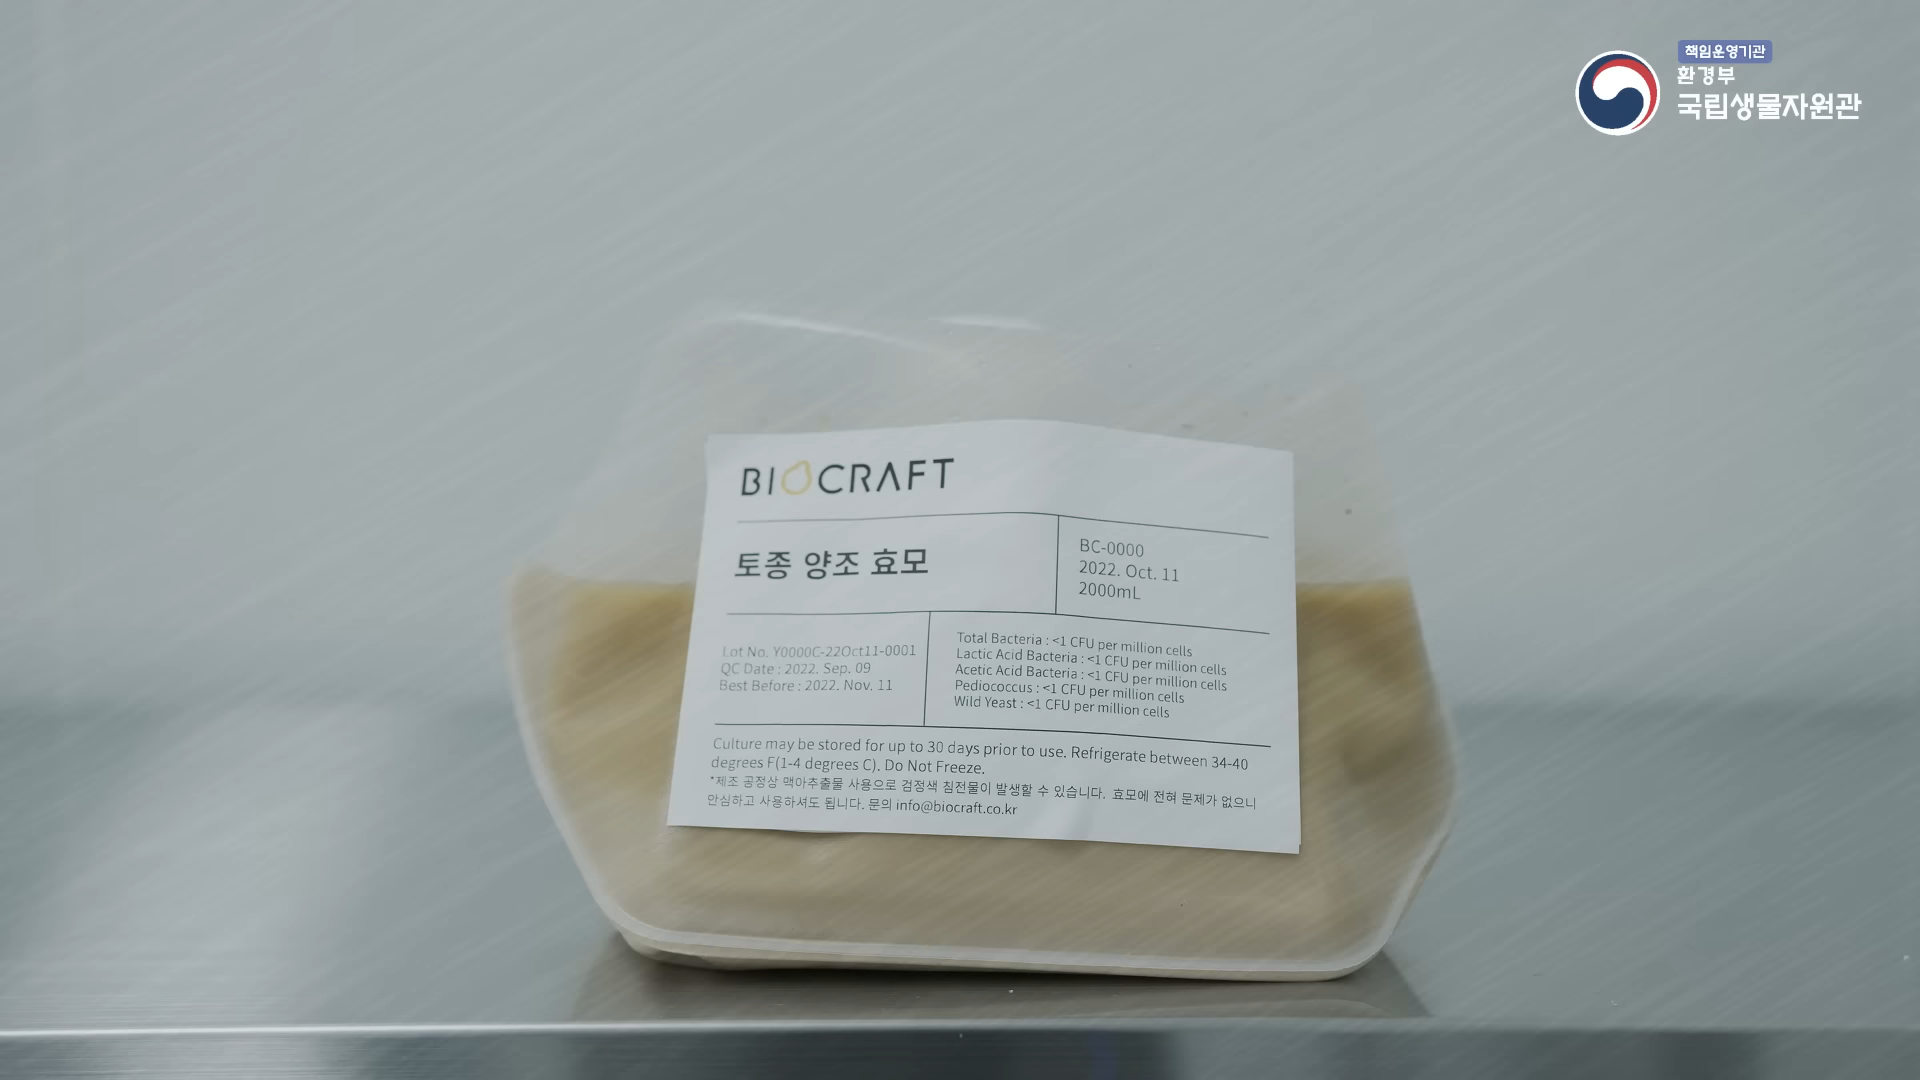 책임운영기관
환경부
국립생물자원관
BIOCRAFT
토종 양조 효모
BC-0000
2022. Oct. 11
2000mL
Lot No. Y0000C-22Oct11-0001
QC Date : 2022. Sep. 09
Best Before : 2022. Nov. 11
Total Bacteria : <1 CFU per million cells
Lactic Acid Bacteria : <1 CFU per million cells
Acetic Acid Bacteria : <1 CFU per million cells
Pediococcus : <1 CFU per million cells
Wild Yeast : <1 CFU per million cells
Culture may be stored for up to 30 days prior to use. Refrigerate between 34-40
degrees F(1-4 degrees C). Do Not Freeze.
*제조 공정상 맥아추출물 사용으로 검정색 침전물이 발생할 수 있습니다. 효모에 전혀 문제가 없으니
안심하고 사용하셔도 됩니다. 문의 info@biocraft.co.kr